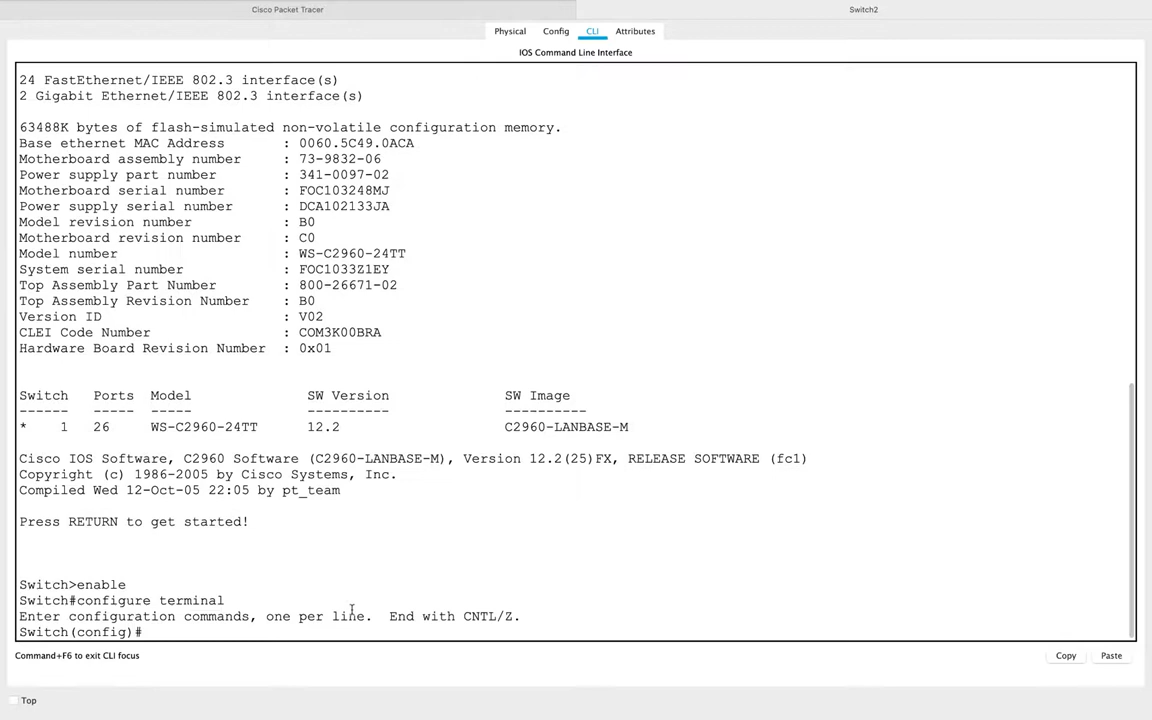 Cisco Packet Tracer
Switch2
Physical Config CLI Attributes
IOS Command Line Interface
24 FastEthernet/IEEE 802.3 interface(s)
2 Gigabit Ethernet/IEEE 802.3 interface(s)
63488K bytes of flash-simulated non-volatile configuration memory.
Base ethernet MAC Address : 0060.5C49.0ACA
Motherboard assembly number : 73-9832-06
Power supply part number : 341-0097-02
Motherboard serial number : FOC103248MJ
Power supply serial number : DCA102133JA
Model revision number : B0
Motherboard revision number : C0
Model number : WS-C2960-24TT
System serial number : FOC1033Z1EY
Top Assembly Part Number : 800-26671-02
Top Assembly Revision Number : B0
Version ID : V02
CLEI Code Number : COM3K00BRA
Hardware Board Revision Number : 0x01
Switch Ports Model SW Version SW Image
------ ----- ----- ---------- ----------
* 1 26 WS-C2960-24TT 12.2 C2960-LANBASE-M
Cisco IOS Software, C2960 Software (C2960-LANBASE-M), Version 12.2(25)FX, RELEASE SOFTWARE (fc1)
Copyright (c) 1986-2005 by Cisco Systems, Inc.
Compiled Wed 12-Oct-05 22:05 by pt_team
Press RETURN to get started!
Switch>enable
Switch#configure terminal
Enter configuration commands, one per line. End with CNTL/Z.
Switch(config)#
Command+F6 to exit CLI focus
Copy Paste
Top